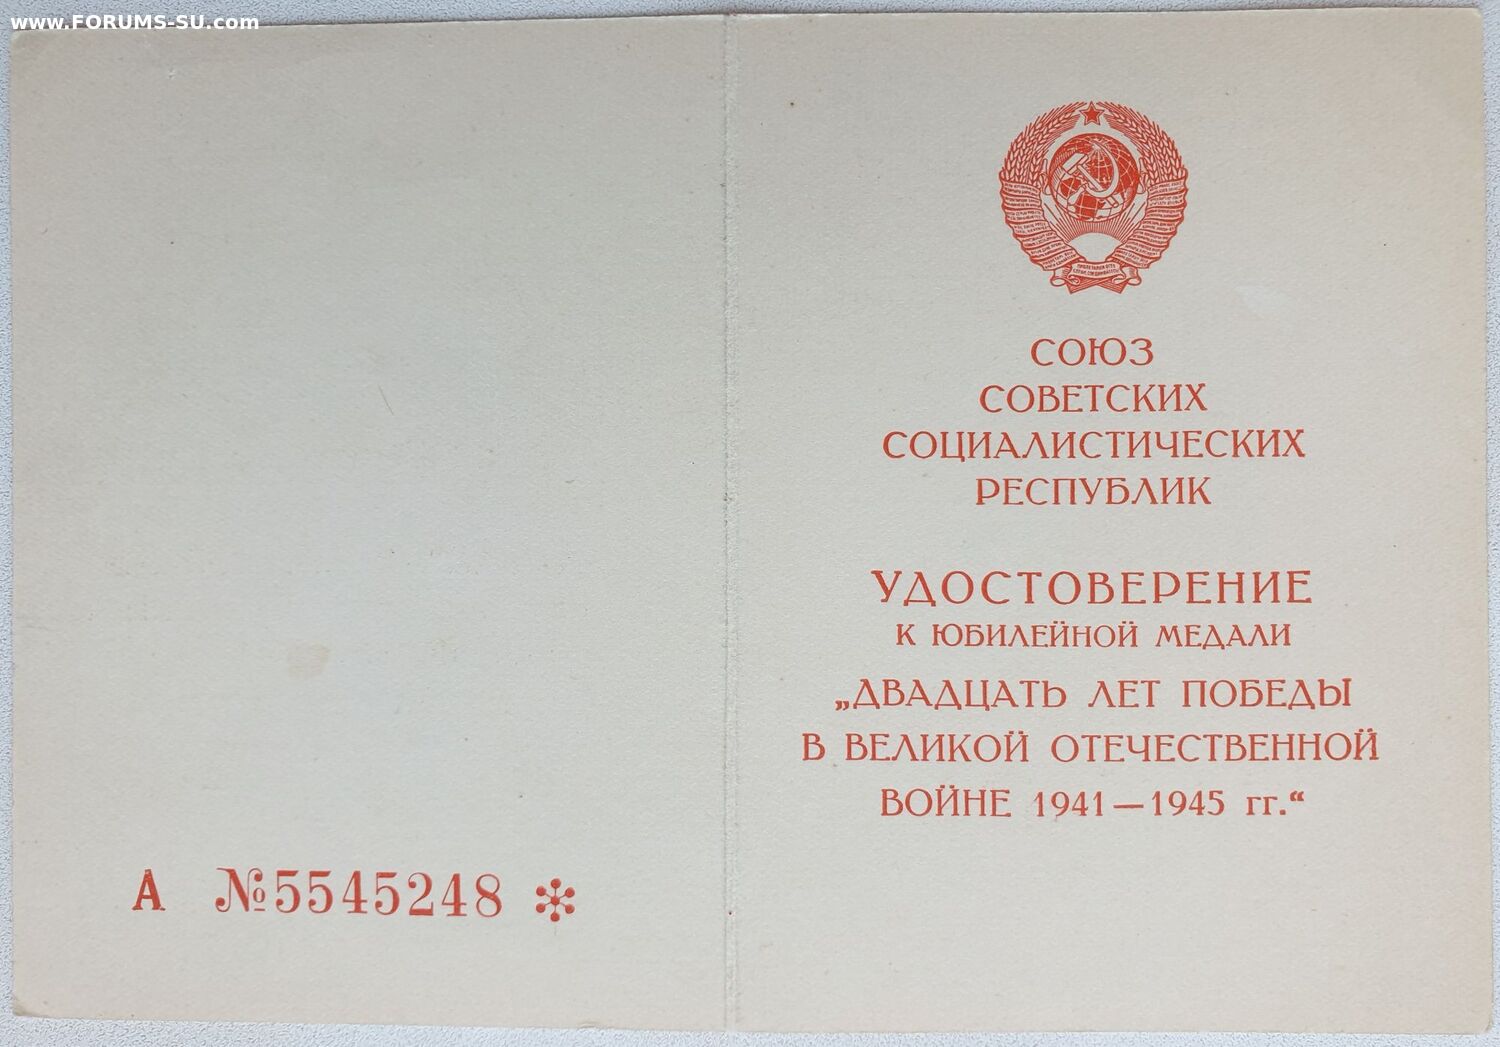 www.FORUMS-SU.com
СОЮЗ
СОВЕТСКИХ
СОЦИАЛИСТИЧЕСКИХ
РЕСПУБЛИК
УДОСТОВЕРЕНИЕ
К ЮБИЛЕЙНОЙ МЕДАЛИ
„ДВАДЦАТЬ ЛЕТ ПОБЕДЫ
В ВЕЛИКОЙ ОТЕЧЕСТВЕННОЙ
ВОЙНЕ 1941—1945 гг.“
А №5545248